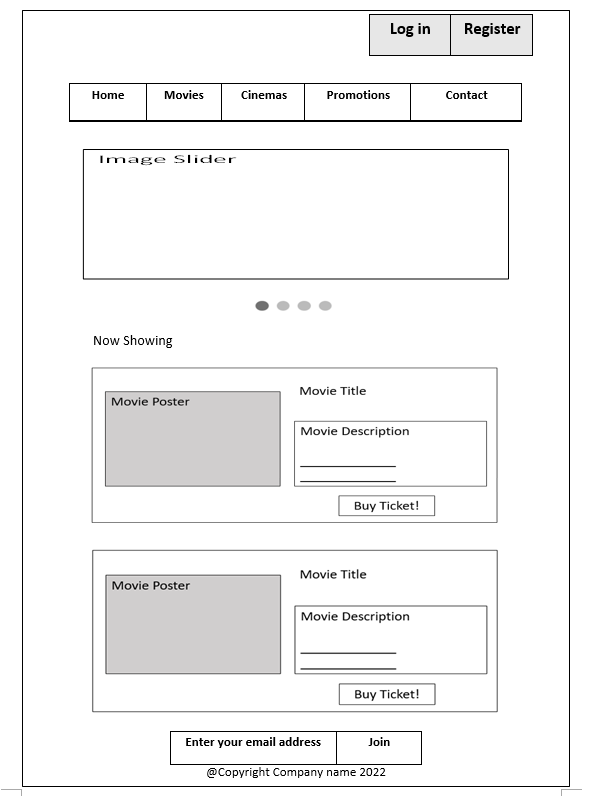 Log in Register
Home Movies Cinemas Promotions Contact
Image Slider
Now Showing
Movie Title
Movie Poster
Movie Description
Buy Ticket!
Movie Title
Movie Poster
Movie Description
Buy Ticket!
Enter your email address Join
@Copyright Company name 2022